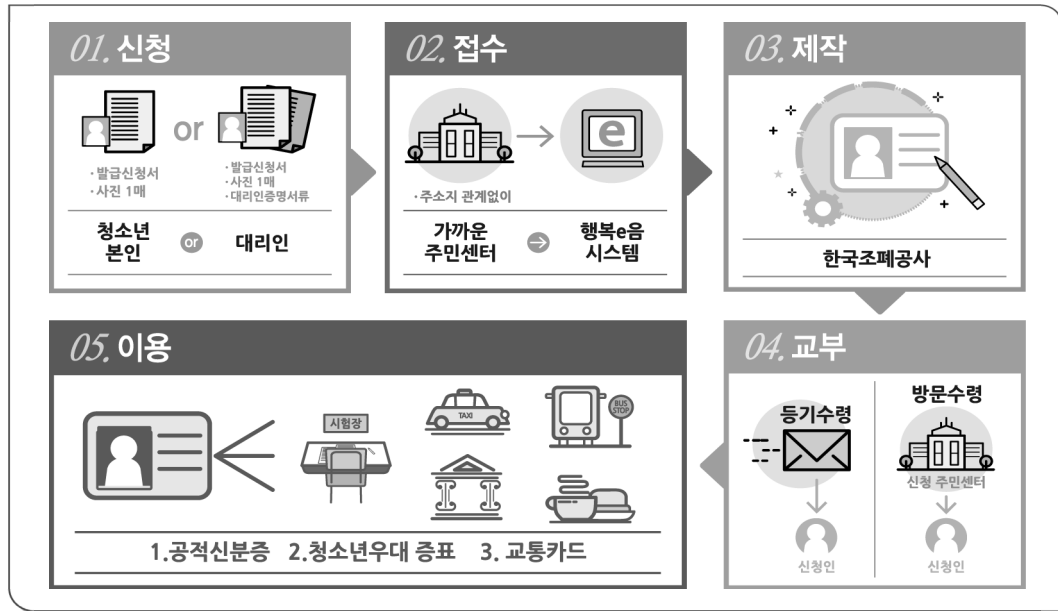 01. 신청
or
·발급신청서
·사진 1매
·발급신청서
·사진 1매
·대리인증명서류
청소년
본인
or
대리인
02. 접수
e
·주소지 관계없이
가까운
주민센터
행복e음
시스템
03. 제작
한국조폐공사
04. 교부
등기수령
신청인
방문수령
신청 주민센터
신청인
05. 이용
시험장
TAXI
BUS
STOP
1.공적신분증 2.청소년우대 증표 3. 교통카드